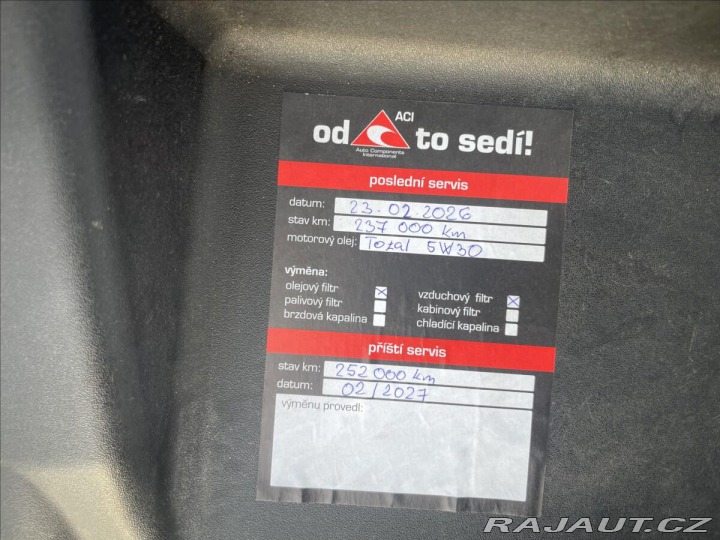 ACI
od to sedí!
Auto Components
International
poslední servis
datum: 23.02.2026
stav km: 237 000 km
motorový olej: Total 5W30
výměna:
olejový filtr
palivový filtr
brzdová kapalina
vzduchový filtr
kabinový filtr
chladící kapalina
příští servis
stav km: 252 000 km
datum: 02/2027
výměnu provedl:
RAJAUT.CZ